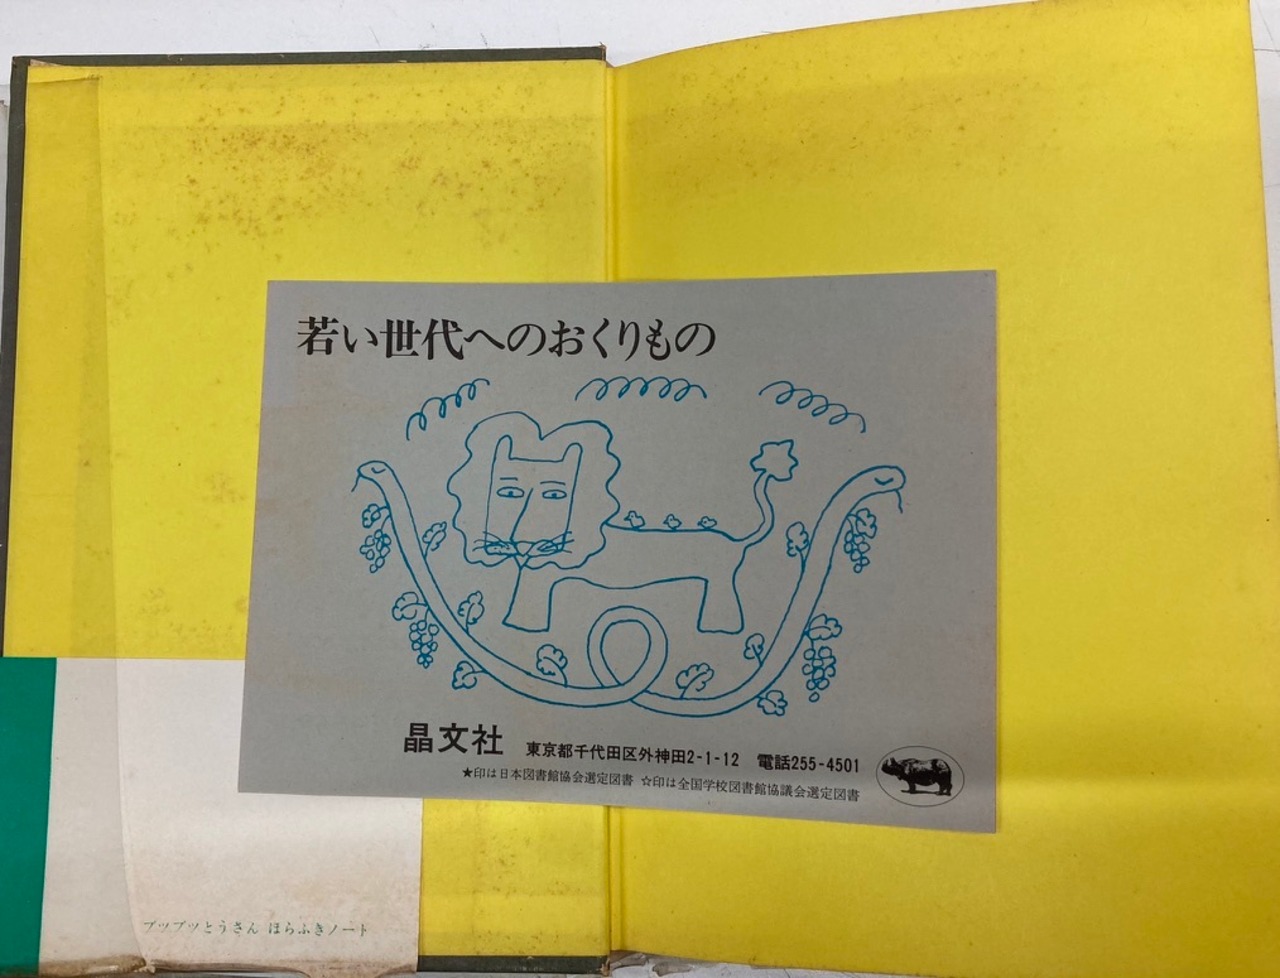 若い世代へのおくりもの
晶文社 東京都千代田区外神田2-1-12 電話255-4501
★印は日本図書館協会選定図書 ☆印は全国学校図書館協議会選定図書
ブツブツとうさん ほらふきノート